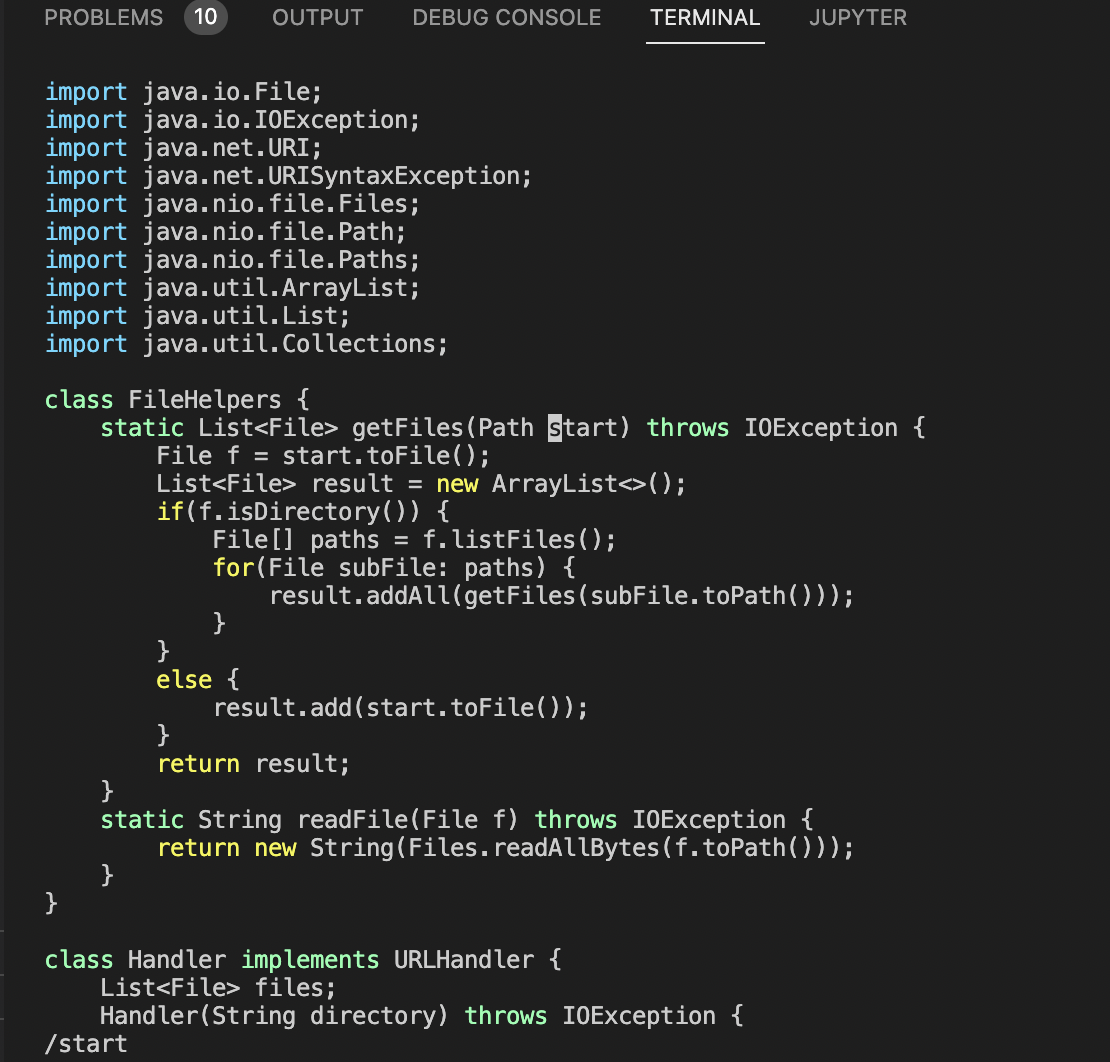 PROBLEMS 10 OUTPUT DEBUG CONSOLE TERMINAL JUPYTER
import java.io.File;
import java.io.IOException;
import java.net.URI;
import java.net.URISyntaxException;
import java.nio.file.Files;
import java.nio.file.Path;
import java.nio.file.Paths;
import java.util.ArrayList;
import java.util.List;
import java.util.Collections;

class FileHelpers {
    static List<File> getFiles(Path start) throws IOException {
        File f = start.toFile();
        List<File> result = new ArrayList<>();
        if(f.isDirectory()) {
            File[] paths = f.listFiles();
            for(File subFile: paths) {
                result.addAll(getFiles(subFile.toPath()));
            }
        }
        else {
            result.add(start.toFile());
        }
        return result;
    }
    static String readFile(File f) throws IOException {
        return new String(Files.readAllBytes(f.toPath()));
    }
}

class Handler implements URLHandler {
    List<File> files;
    Handler(String directory) throws IOException {
/start